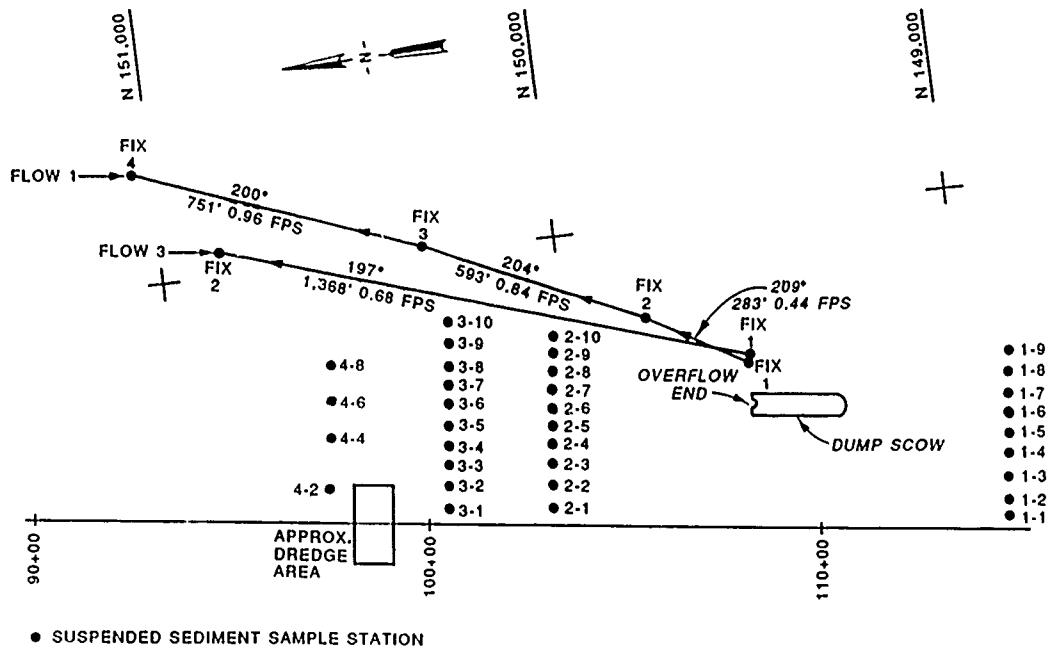 N 151.000
N 150.000
N 149.000
N
FIX
4
FLOW 1
200°
751' 0.96 FPS
FIX
3
FLOW 3
FIX
2
197°
1,368' 0.68 FPS
204°
593' 0.84 FPS
FIX
2
209°
283' 0.44 FPS
FIX
1
FIX
1
OVERFLOW
END
DUMP SCOW
4-8
4-6
4-4
4-2
3-10
3-9
3-8
3-7
3-6
3-5
3-4
3-3
3-2
3-1
2-10
2-9
2-8
2-7
2-6
2-5
2-4
2-3
2-2
2-1
1-9
1-8
1-7
1-6
1-5
1-4
1-3
1-2
1-1
APPROX.
DREDGE
AREA
90+00
100+00
110+00
SUSPENDED SEDIMENT SAMPLE STATION